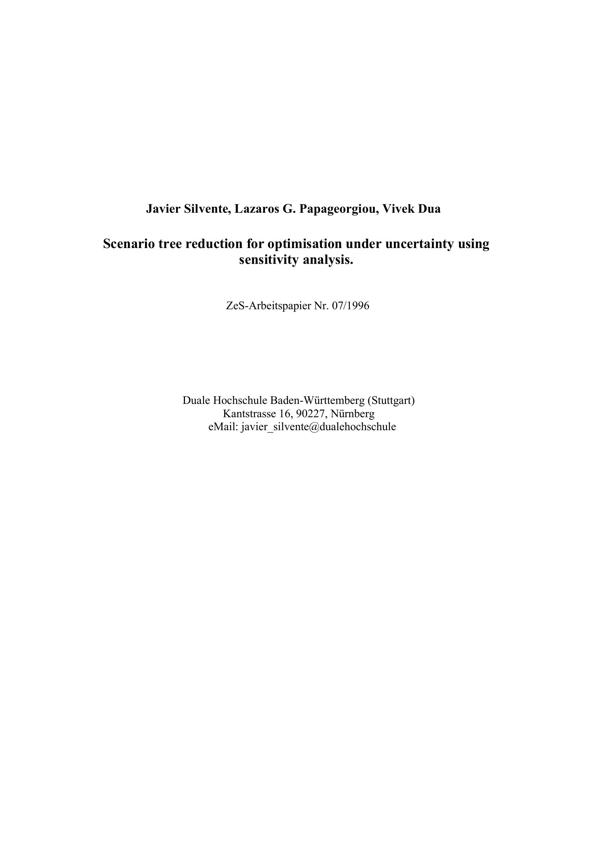 Javier Silvente, Lazaros G. Papageorgiou, Vivek Dua
Scenario tree reduction for optimisation under uncertainty using
sensitivity analysis.
ZeS-Arbeitspapier Nr. 07/1996
Duale Hochschule Baden-Württemberg (Stuttgart)
Kantstrasse 16, 90227, Nürnberg
eMail: javier_silvente@dualehochschule